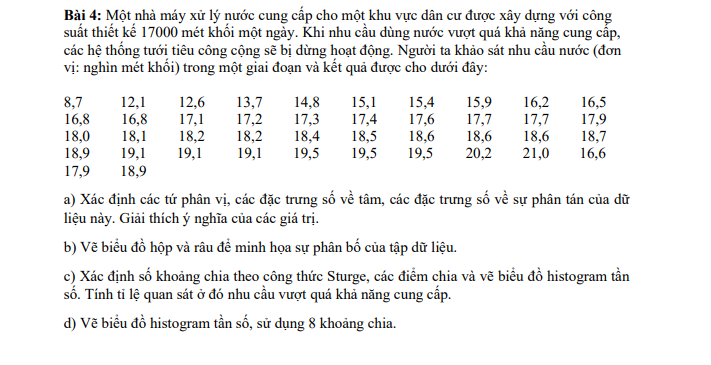 Bài 4: Một nhà máy xử lý nước cung cấp cho một khu vực dân cư được xây dựng với công
suất thiết kế 17000 mét khối một ngày. Khi nhu cầu dùng nước vượt quá khả năng cung cấp,
các hệ thống tưới tiêu công cộng sẽ bị dừng hoạt động. Người ta khảo sát nhu cầu nước (đơn
vị: nghìn mét khối) trong một giai đoạn và kết quả được cho dưới đây:
8,7 12,1 12,6 13,7 14,8 15,1 15,4 15,9 16,2 16,5
16,8 16,8 17,1 17,2 17,3 17,4 17,6 17,7 17,7 17,9
18,0 18,1 18,2 18,2 18,4 18,5 18,6 18,6 18,6 18,7
18,9 19,1 19,1 19,1 19,5 19,5 19,5 20,2 21,0 16,6
17,9 18,9
a) Xác định các tứ phân vị, các đặc trưng số về tâm, các đặc trưng số về sự phân tán của dữ
liệu này. Giải thích ý nghĩa của các giá trị.
b) Vẽ biểu đồ hộp và râu để minh họa sự phân bố của tập dữ liệu.
c) Xác định số khoảng chia theo công thức Sturge, các điểm chia và vẽ biểu đồ histogram tần
số. Tính tỉ lệ quan sát ở đó nhu cầu vượt quá khả năng cung cấp.
d) Vẽ biểu đồ histogram tần số, sử dụng 8 khoảng chia.